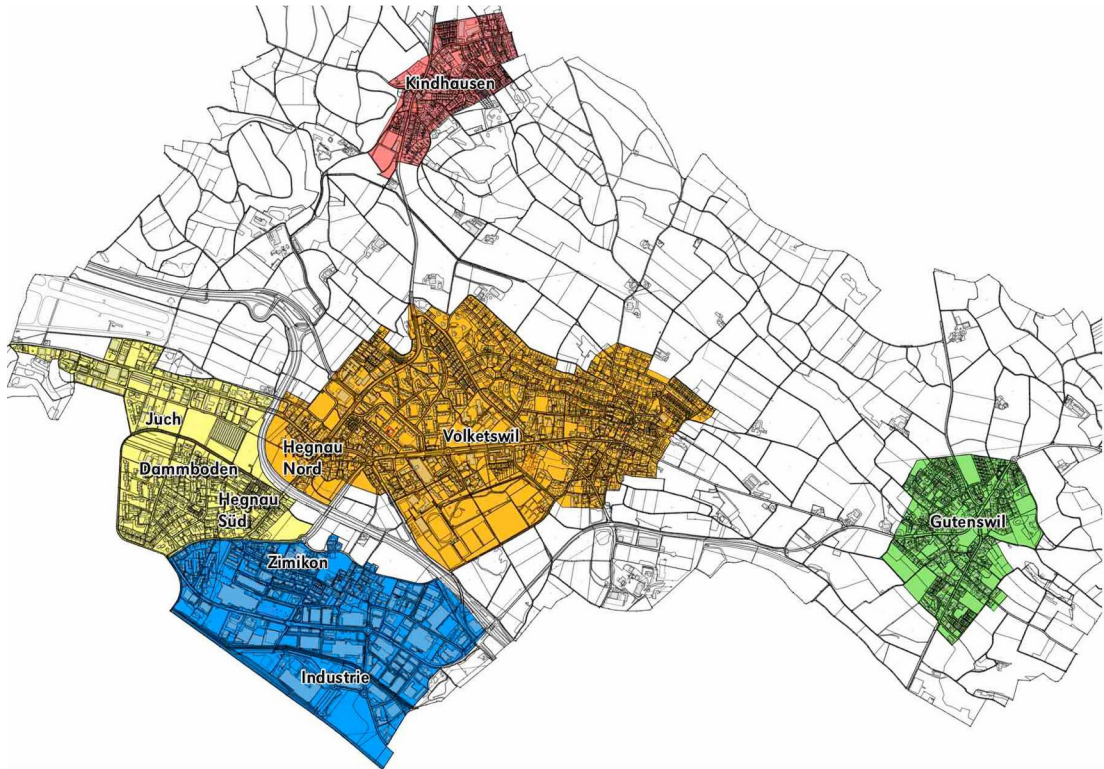 Kindhausen
Juch
Hegnau
Nord
Volketswil
Dammboden
Hegnau
Süd
Gutenswil
Zimikon
Industrie